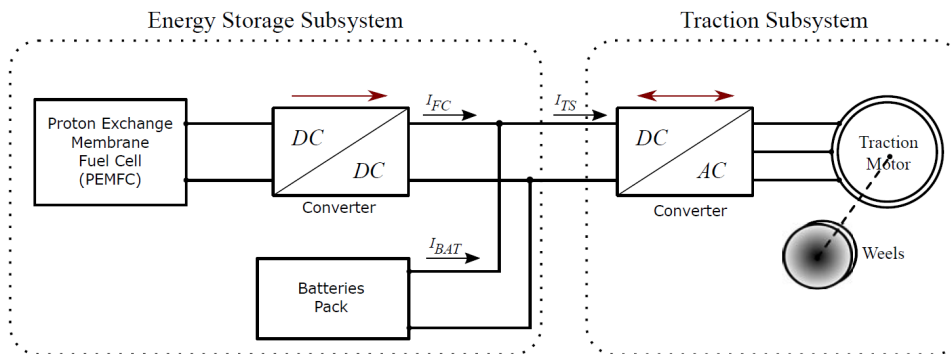 Energy Storage Subsystem
Traction Subsystem
Proton Exchange
Membrane
Fuel Cell
(PEMFC)
DC
DC
Converter
I_FC
I_TS
DC
AC
Converter
Traction
Motor
I_BAT
Batteries
Pack
Weels